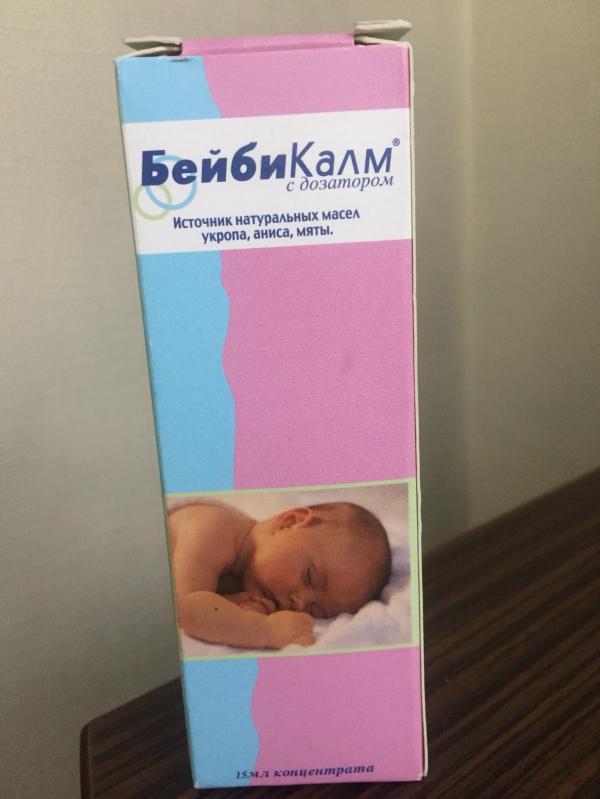 БейбиКалм®
с дозатором
Источник натуральных масел
укропа, аниса, мяты.
15мл концентрата